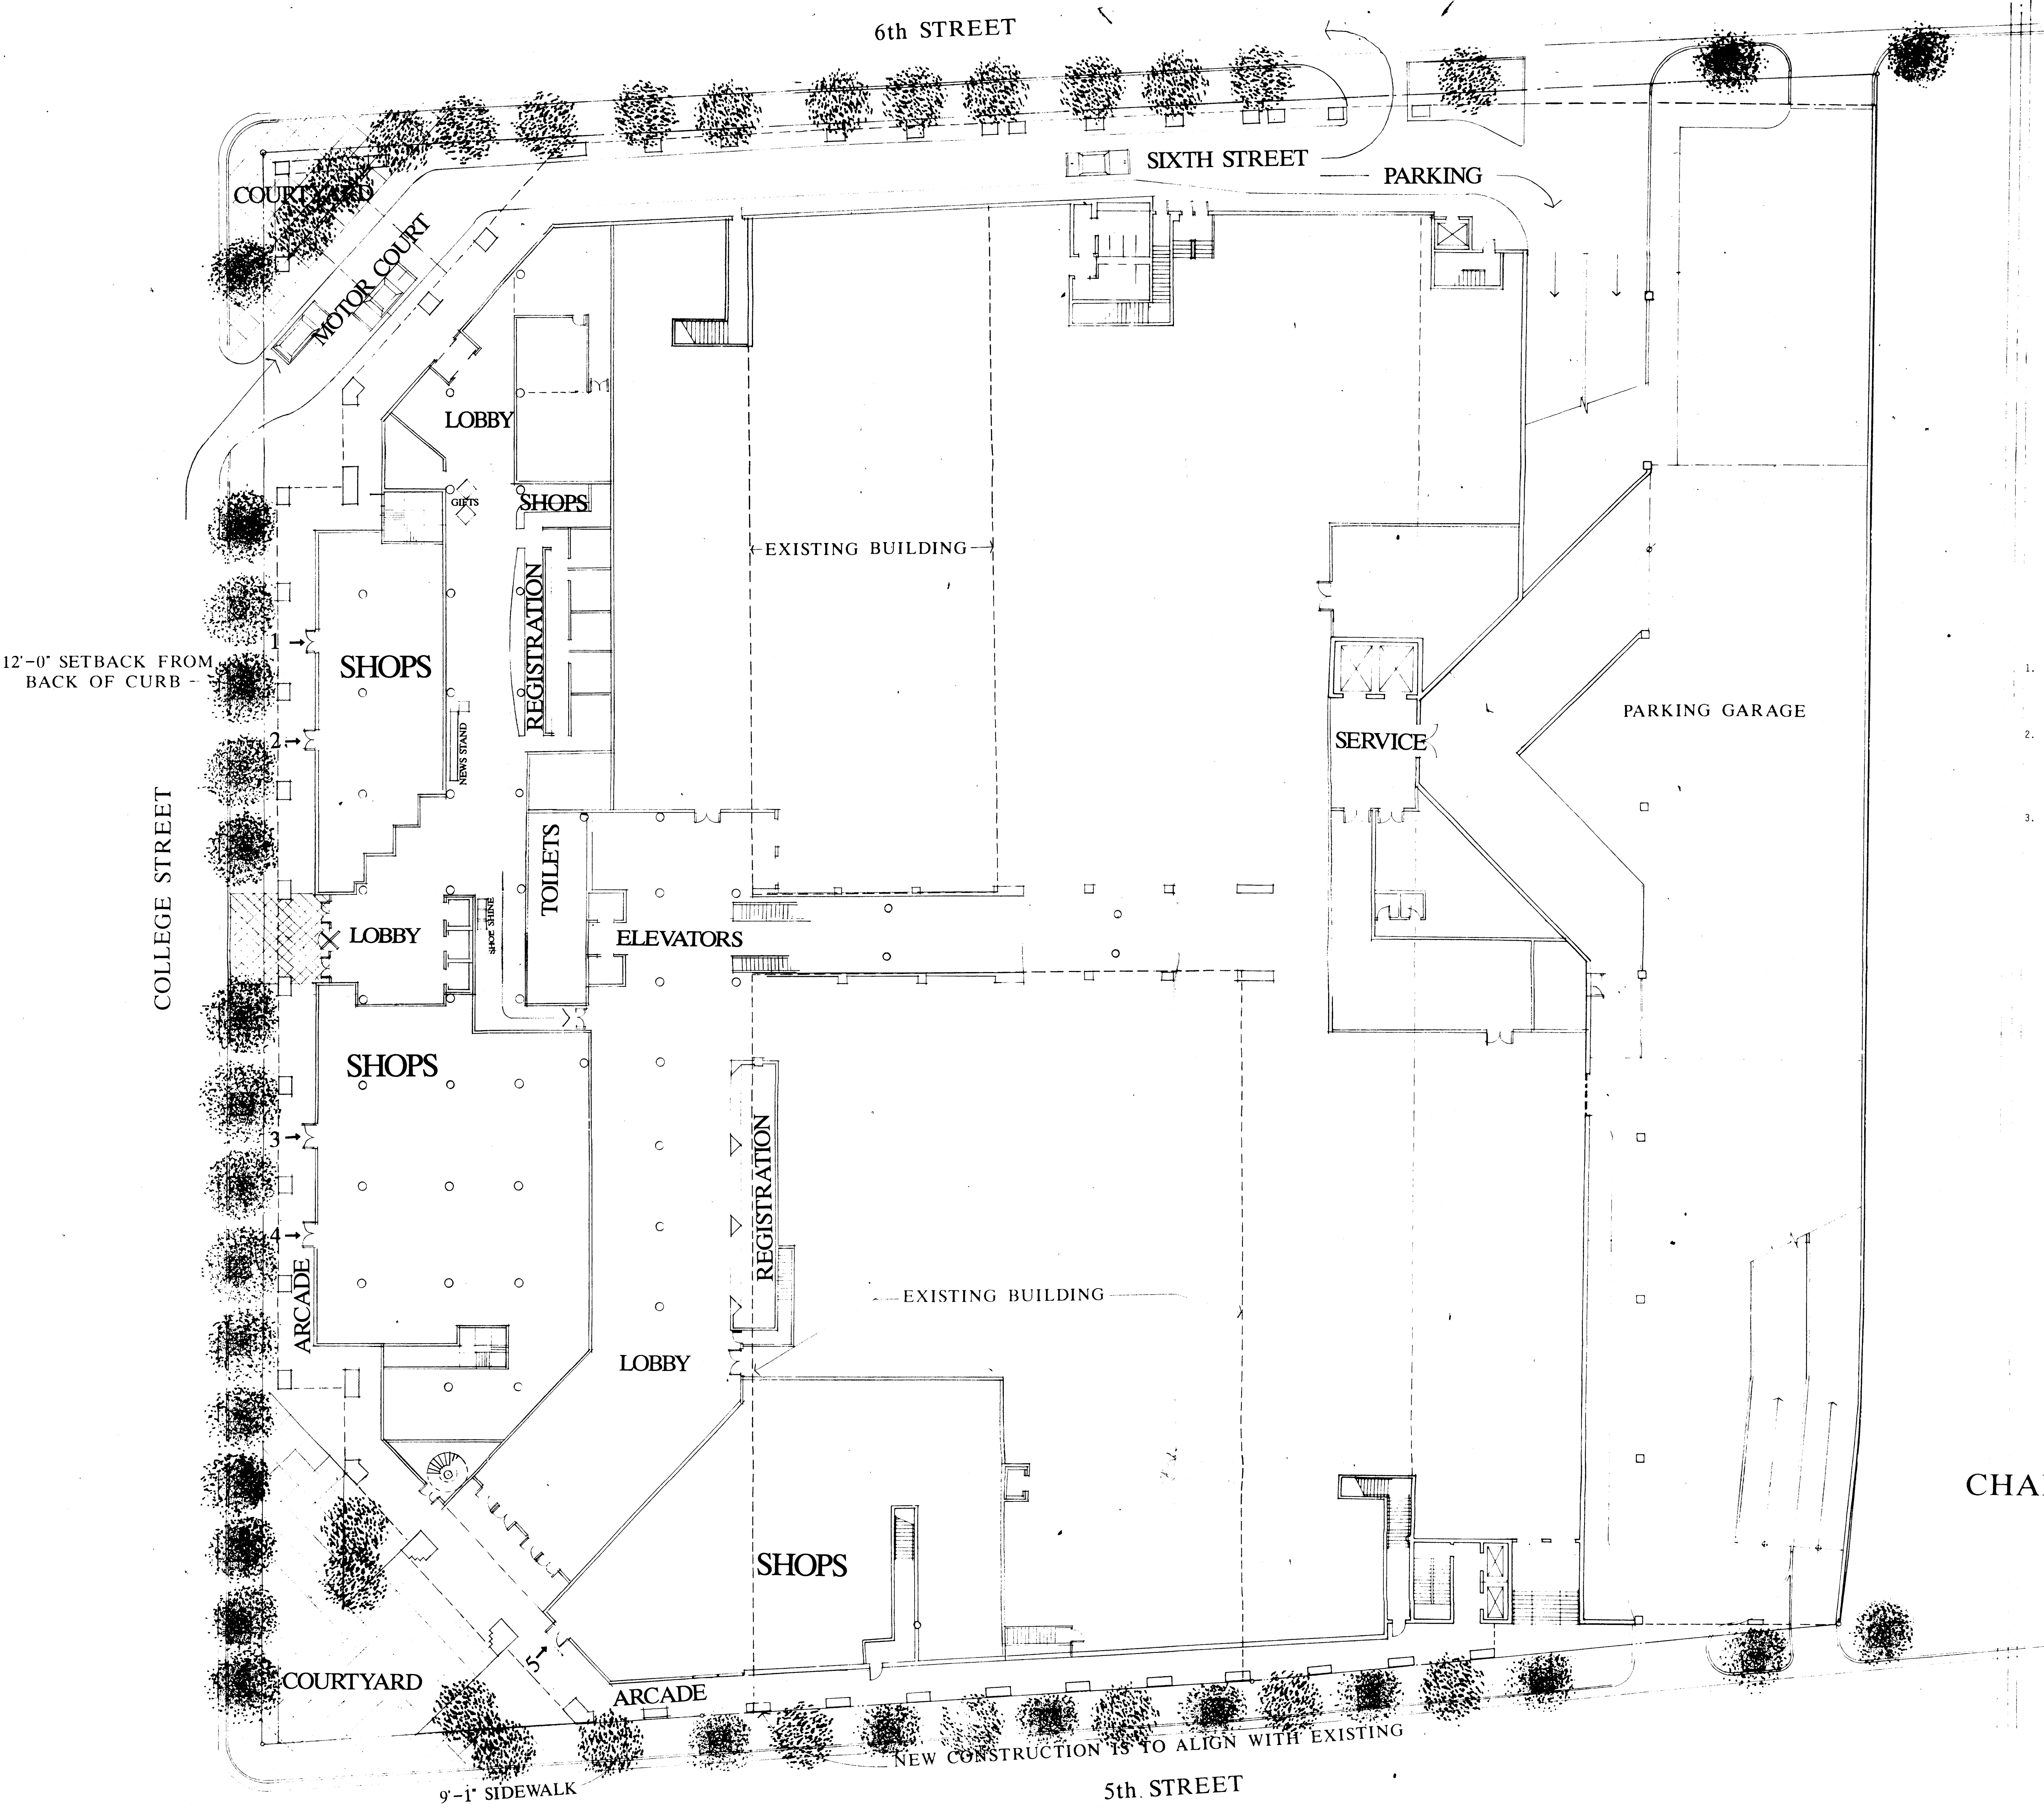 6th STREET
SIXTH STREET
PARKING
COURTYARD
MOTOR COURT
LOBBY
GIFTS
SHOPS
EXISTING BUILDING
REGISTRATION
1
12'-0" SETBACK FROM
BACK OF CURB
SHOPS
2
NEWS STAND
SERVICE
PARKING GARAGE
1.
2.
3.
COLLEGE STREET
TOILETS
LOBBY
SHOE SHINE
ELEVATORS
SHOPS
3
REGISTRATION
4
ARCADE
EXISTING BUILDING
LOBBY
SHOPS
CHA
5
COURTYARD
ARCADE
NEW CONSTRUCTION IS TO ALIGN WITH EXISTING
9'-1" SIDEWALK
5th. STREET